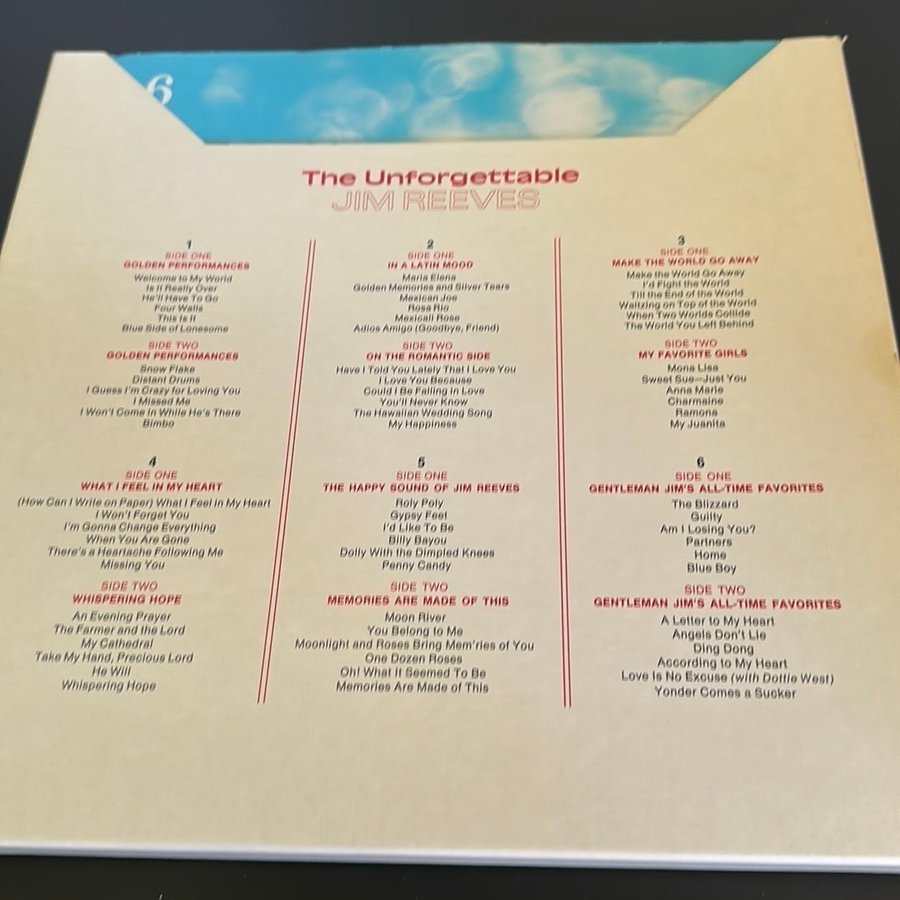 6
The Unforgettable
JIM REEVES
1
SIDE ONE
GOLDEN PERFORMANCES
Welcome to My World
Is It Really Over
He'll Have To Go
Four Walls
This Is It
Blue Side of Lonesome
SIDE TWO
GOLDEN PERFORMANCES
Snow Flake
Distant Drums
I Guess I'm Crazy for Loving You
I Missed Me
I Won't Come In While He's There
Bimbo
2
SIDE ONE
IN A LATIN MOOD
Maria Elena
Golden Memories and Silver Tears
Mexican Joe
Rosa Rio
Mexicali Rose
Adios Amigo (Goodbye, Friend)
SIDE TWO
ON THE ROMANTIC SIDE
Have I Told You Lately That I Love You
I Love You Because
Could I Be Falling in Love
You'll Never Know
The Hawaiian Wedding Song
My Happiness
3
SIDE ONE
MAKE THE WORLD GO AWAY
Make the World Go Away
I'd Fight the World
Till the End of the World
Waltzing on Top of the World
When Two Worlds Collide
The World You Left Behind
SIDE TWO
MY FAVORITE GIRLS
Mona Lisa
Sweet Sue—Just You
Anna Marie
Charmaine
Ramona
My Juanita
4
SIDE ONE
WHAT I FEEL IN MY HEART
(How Can I Write on Paper) What I Feel in My Heart
I Won't Forget You
I'm Gonna Change Everything
When You Are Gone
There's a Heartache Following Me
Missing You
SIDE TWO
WHISPERING HOPE
An Evening Prayer
The Farmer and the Lord
My Cathedral
Take My Hand, Precious Lord
He Will
Whispering Hope
5
SIDE ONE
THE HAPPY SOUND OF JIM REEVES
Roly Poly
Gypsy Feet
I'd Like To Be
Billy Bayou
Dolly With the Dimpled Knees
Penny Candy
SIDE TWO
MEMORIES ARE MADE OF THIS
Moon River
You Belong to Me
Moonlight and Roses Bring Mem'ries of You
One Dozen Roses
Oh! What It Seemed To Be
Memories Are Made of This
6
SIDE ONE
GENTLEMAN JIM'S ALL-TIME FAVORITES
The Blizzard
Guilty
Am I Losing You?
Partners
Home
Blue Boy
SIDE TWO
GENTLEMAN JIM'S ALL-TIME FAVORITES
A Letter to My Heart
Angels Don't Lie
Ding Dong
According to My Heart
Love Is No Excuse (with Dottie West)
Yonder Comes a Sucker